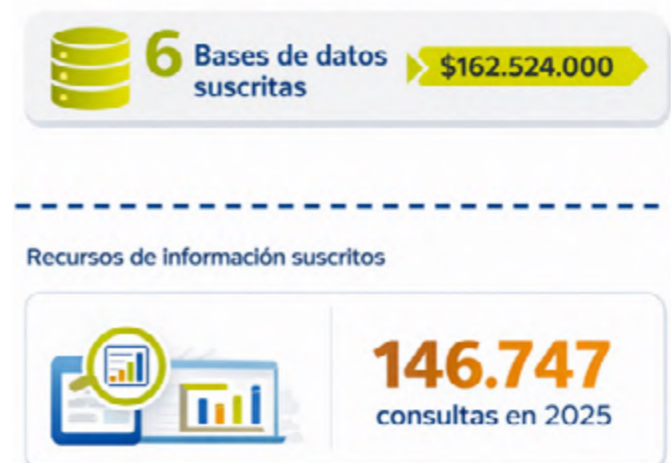 6 Bases de datos suscritas $162.524.000
Recursos de información suscritos
146.747
consultas en 2025